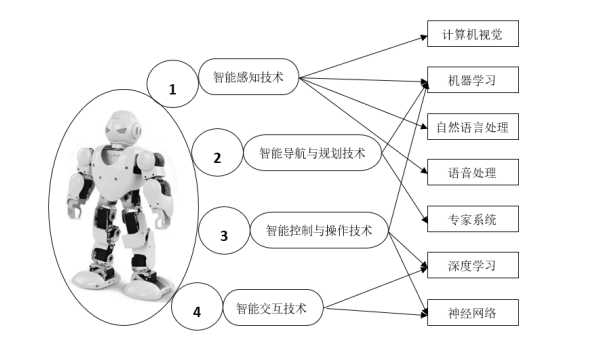 1
智能感知技术
2
智能导航与规划技术
3
智能控制与操作技术
4
智能交互技术
计算机视觉
机器学习
自然语言处理
语音处理
专家系统
深度学习
神经网络